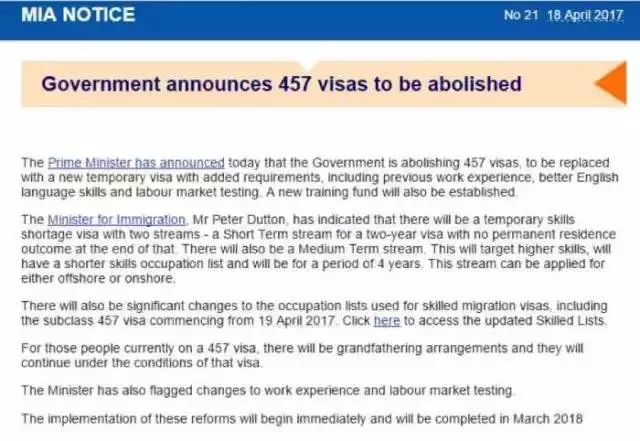 MIA NOTICE
No 21 18 April 2017
Government announces 457 visas to be abolished
The Prime Minister has announced today that the Government is abolishing 457 visas, to be replaced
with a new temporary visa with added requirements, including previous work experience, better English
language skills and labour market testing. A new training fund will also be established.
The Minister for Immigration, Mr Peter Dutton, has indicated that there will be a temporary skills
shortage visa with two streams - a Short Term stream for a two-year visa with no permanent residence
outcome at the end of that. There will also be a Medium Term stream. This will target higher skills, will
have a shorter skills occupation list and will be for a period of 4 years. This stream can be applied for
either offshore or onshore.
There will also be significant changes to the occupation lists used for skilled migration visas, including
the subclass 457 visa commencing from 19 April 2017. Click here to access the updated Skilled Lists.
For those people currently on a 457 visa, there will be grandfathering arrangements and they will
continue under the conditions of that visa.
The Minister has also flagged changes to work experience and labour market testing.
The implementation of these reforms will begin immediately and will be completed in March 2018